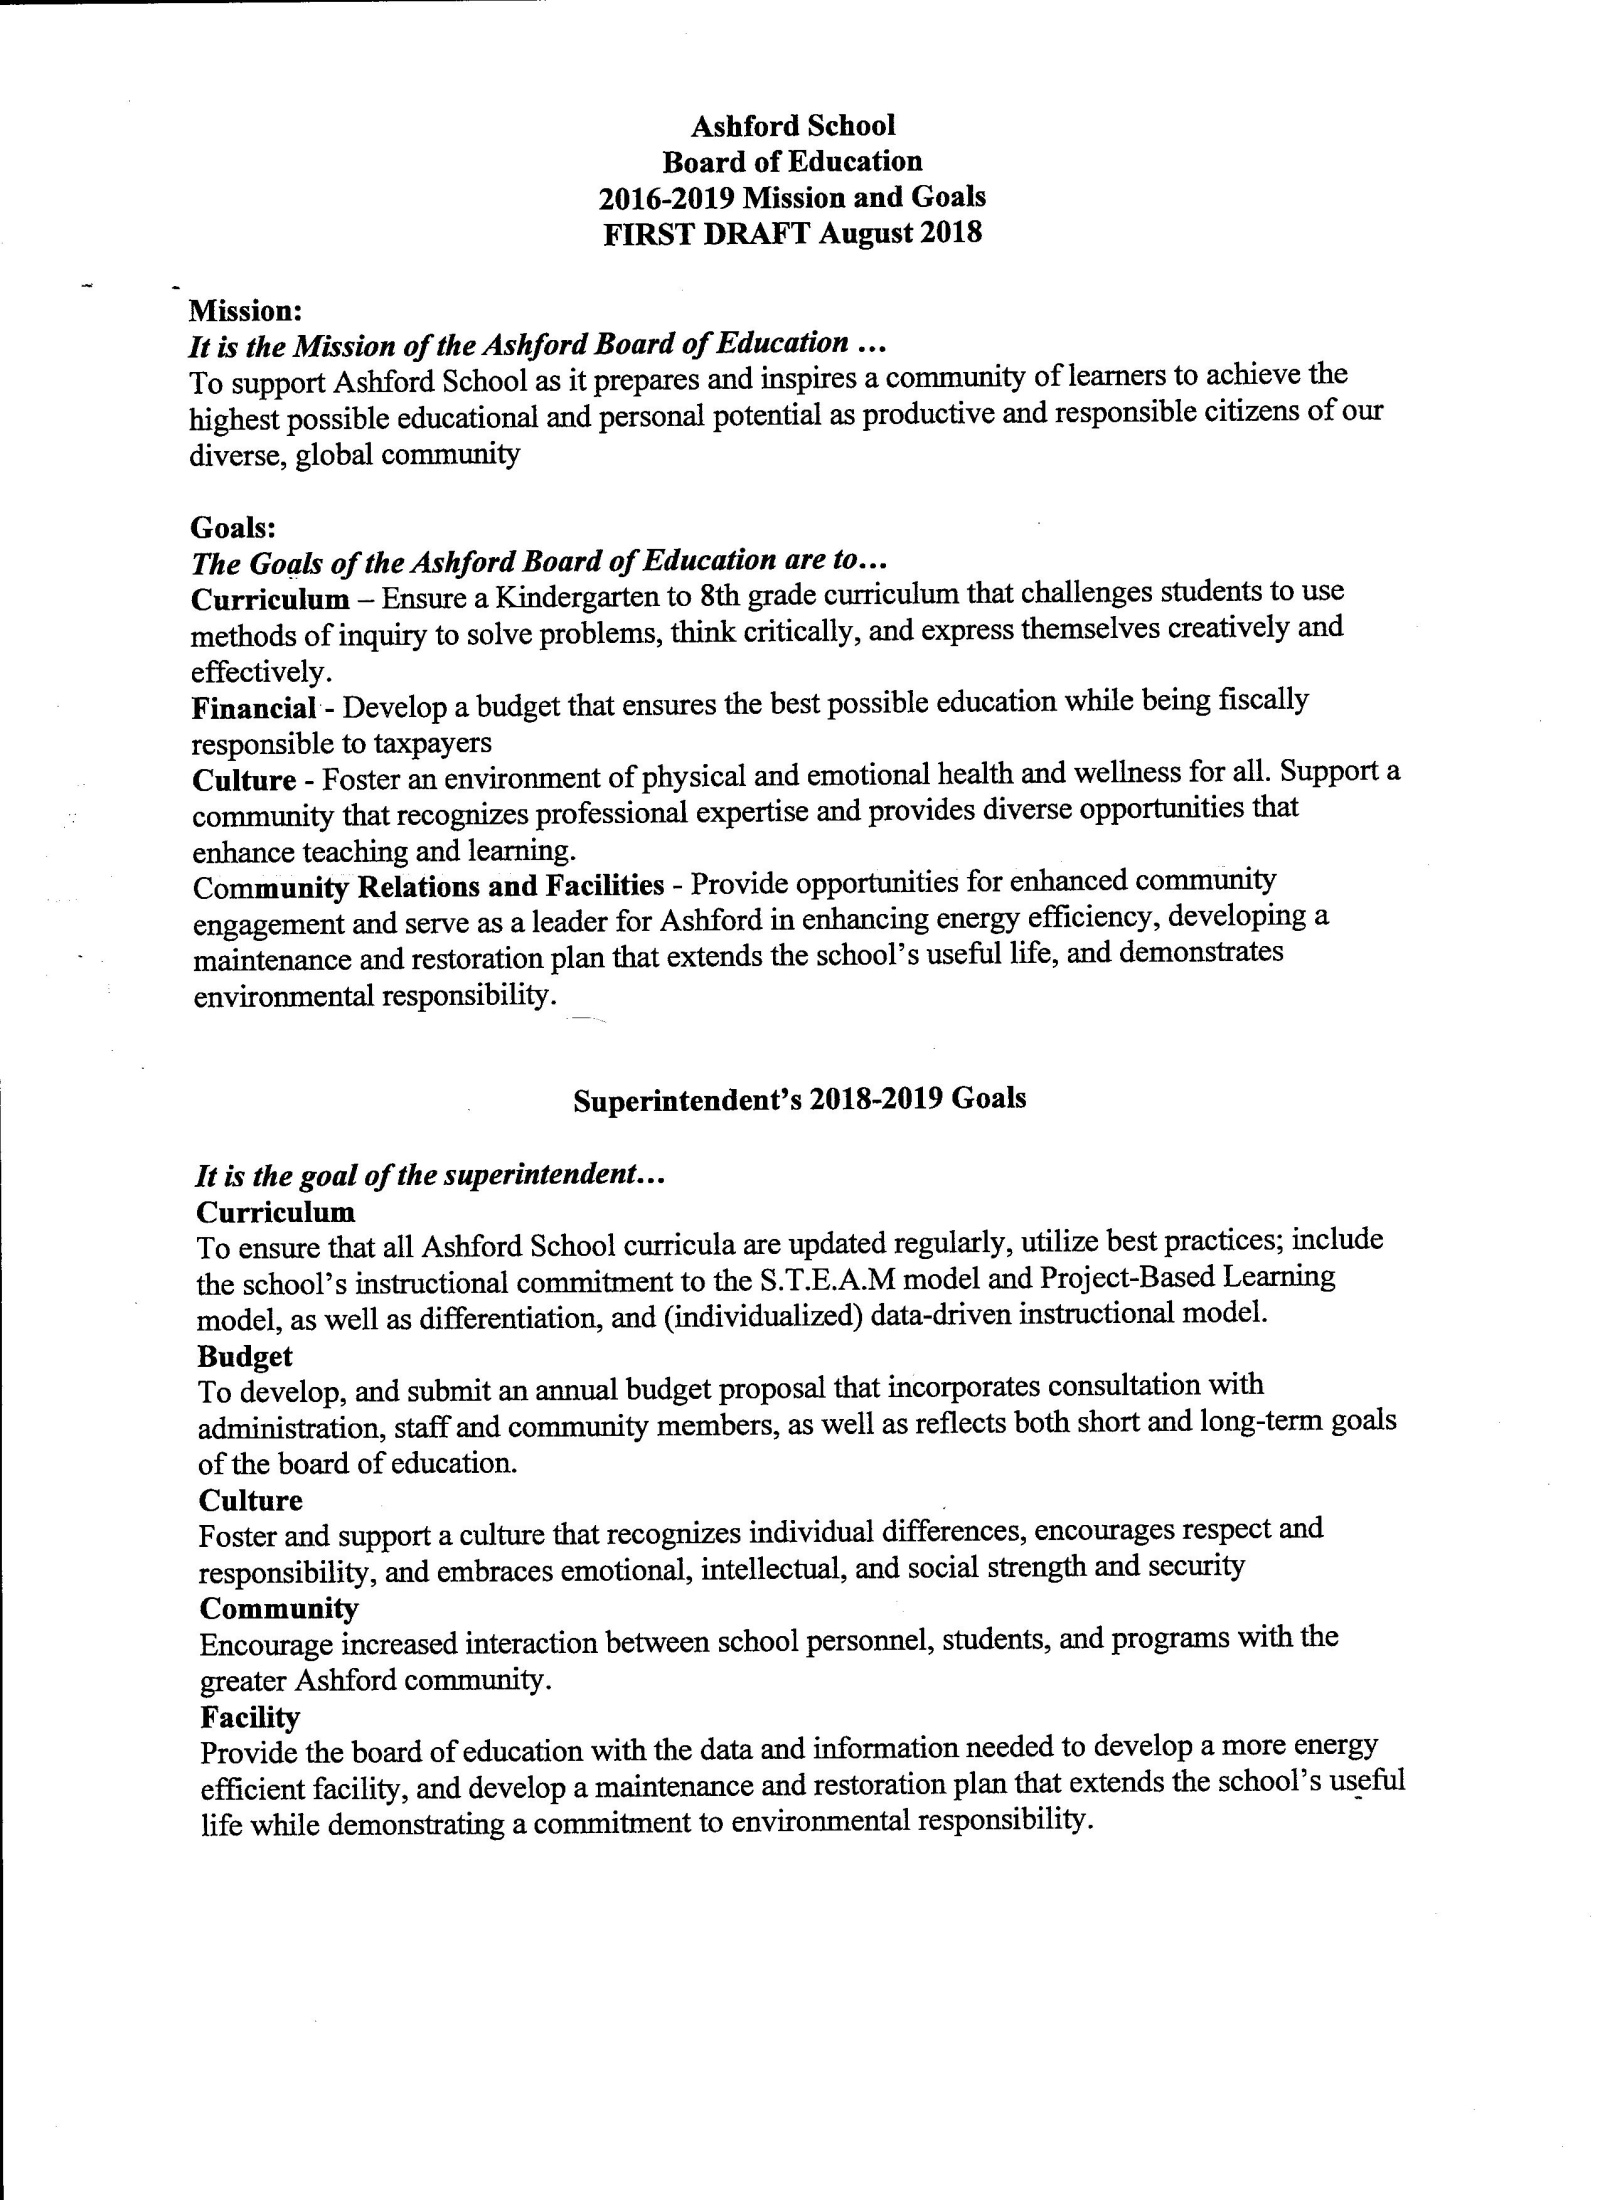 Ashford School
Board of Education
2016-2019 Mission and Goals
FIRST DRAFT August 2018
Mission:
It is the Mission of the Ashford Board of Education ...
To support Ashford School as it prepares and inspires a community of learners to achieve the
highest possible educational and personal potential as productive and responsible citizens of our
diverse, global community
Goals:
The Goals of the Ashford Board of Education are to...
Curriculum – Ensure a Kindergarten to 8th grade curriculum that challenges students to use
methods of inquiry to solve problems, think critically, and express themselves creatively and
effectively.
Financial - Develop a budget that ensures the best possible education while being fiscally
responsible to taxpayers
Culture - Foster an environment of physical and emotional health and wellness for all. Support a
community that recognizes professional expertise and provides diverse opportunities that
enhance teaching and learning.
Community Relations and Facilities - Provide opportunities for enhanced community
engagement and serve as a leader for Ashford in enhancing energy efficiency, developing a
maintenance and restoration plan that extends the school's useful life, and demonstrates
environmental responsibility.
Superintendent's 2018-2019 Goals
It is the goal of the superintendent...
Curriculum
To ensure that all Ashford School curricula are updated regularly, utilize best practices; include
the school's instructional commitment to the S.T.E.A.M model and Project-Based Learning
model, as well as differentiation, and (individualized) data-driven instructional model.
Budget
To develop, and submit an annual budget proposal that incorporates consultation with
administration, staff and community members, as well as reflects both short and long-term goals
of the board of education.
Culture
Foster and support a culture that recognizes individual differences, encourages respect and
responsibility, and embraces emotional, intellectual, and social strength and security
Community
Encourage increased interaction between school personnel, students, and programs with the
greater Ashford community.
Facility
Provide the board of education with the data and information needed to develop a more energy
efficient facility, and develop a maintenance and restoration plan that extends the school's useful
life while demonstrating a commitment to environmental responsibility.